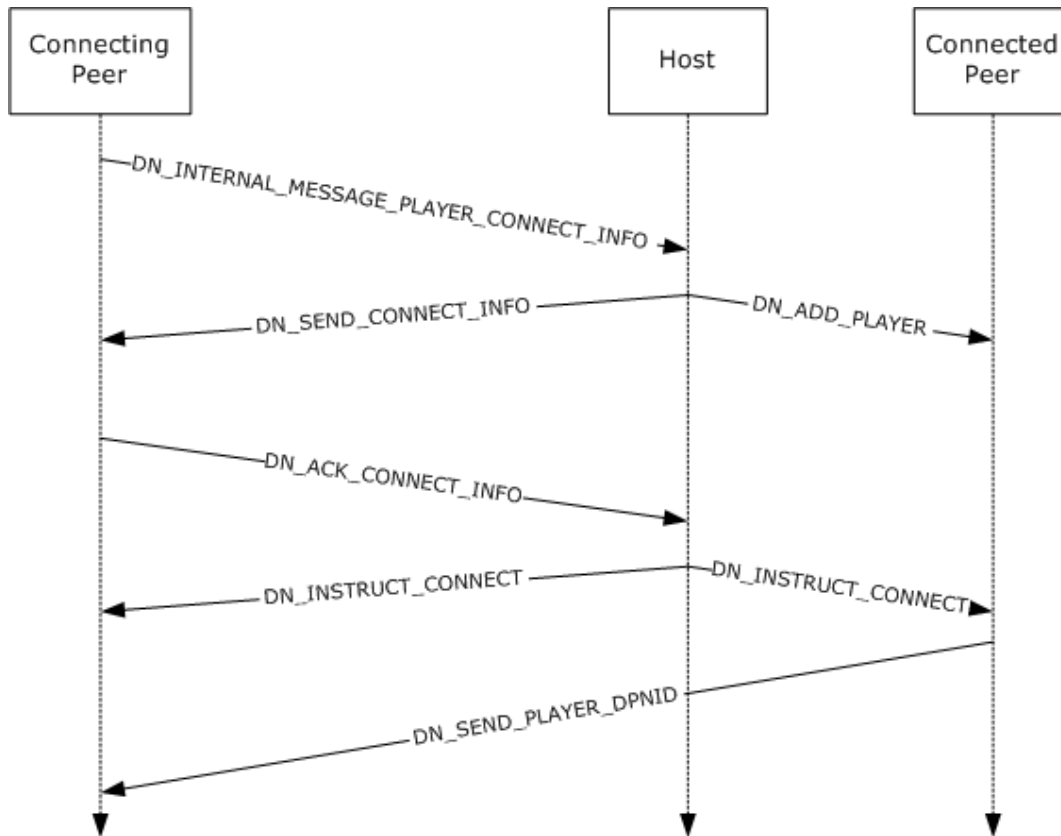 Connecting
Peer
Host
Connected
Peer
DN_INTERNAL_MESSAGE_PLAYER_CONNECT_INFO
DN_SEND_CONNECT_INFO
DN_ADD_PLAYER
DN_ACK_CONNECT_INFO
DN_INSTRUCT_CONNECT
DN_INSTRUCT_CONNECT
DN_SEND_PLAYER_DPNID